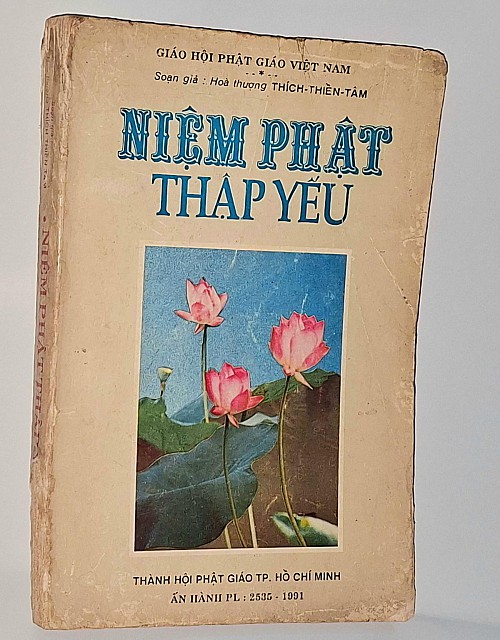 GIÁO HỘI PHẬT GIÁO VIỆT NAM
--*--
Soạn giả : Hoà thượng THÍCH-THIỀN-TÂM
NIỆM PHẬT
THẬP YẾU
THÀNH HỘI PHẬT GIÁO TP. HỒ CHÍ MINH
ẤN HÀNH PL : 2535 - 1991
NIỆM PHẬT THẬP